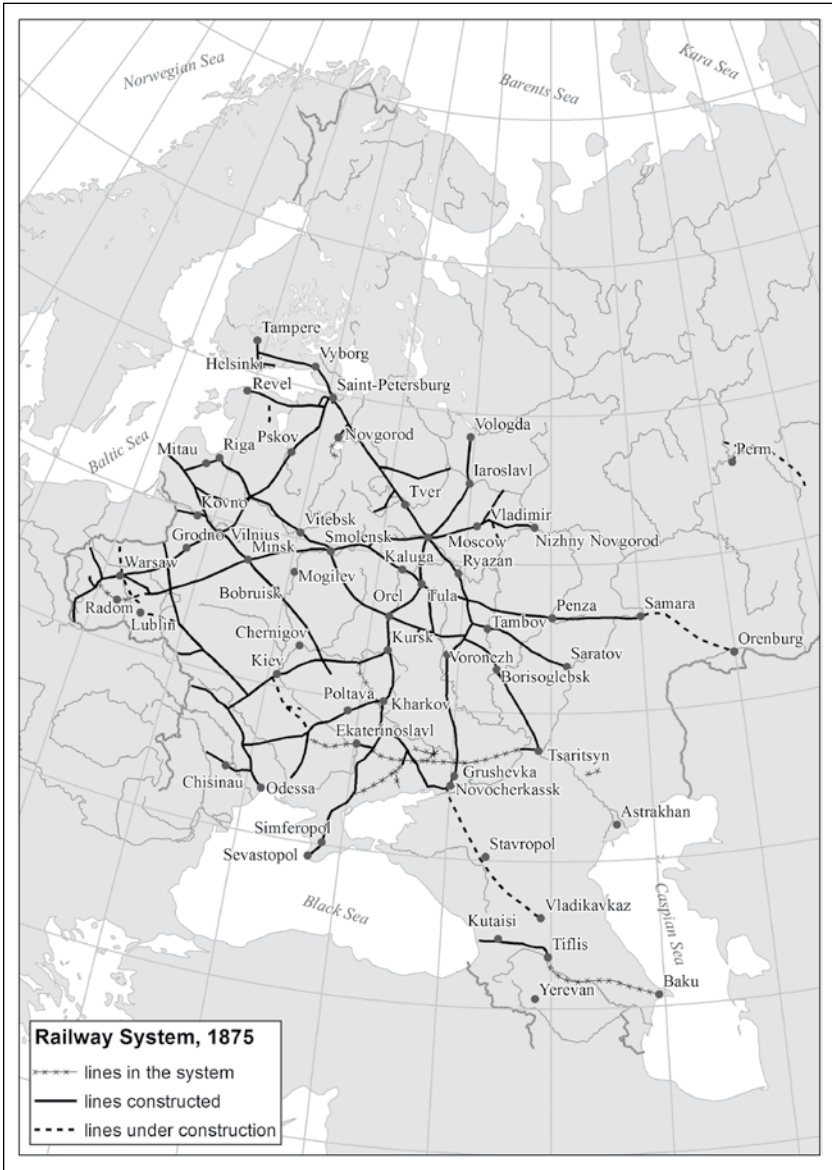 Norwegian Sea
Barents Sea
Kara Sea
Tampere
Vyborg
Helsinki
Revel
Saint-Petersburg
Baltic Sea
Mitau
Riga
Pskov
Novgorod
Vologda
Perm
Iaroslavl
Tver
Kovno
Vitebsk
Vladimir
Grodno
Vilnius
Smolensk
Moscow
Nizhny Novgorod
Warsaw
Minsk
Kaluga
Ryazan
Mogilev
Radom
Bobruisk
Orel
Tula
Penza
Samara
Lublin
Chernigov
Tambov
Orenburg
Kursk
Kiev
Voronezh
Saratov
Borisoglebsk
Poltava
Kharkov
Ekaterinoslavl
Tsaritsyn
Chisinau
Odessa
Grushevka
Novocherkassk
Astrakhan
Simferopol
Sevastopol
Stavropol
Black Sea
Caspian Sea
Vladikavkaz
Kutaisi
Tiflis
Yerevan
Baku
Railway System, 1875
lines in the system
lines constructed
lines under construction